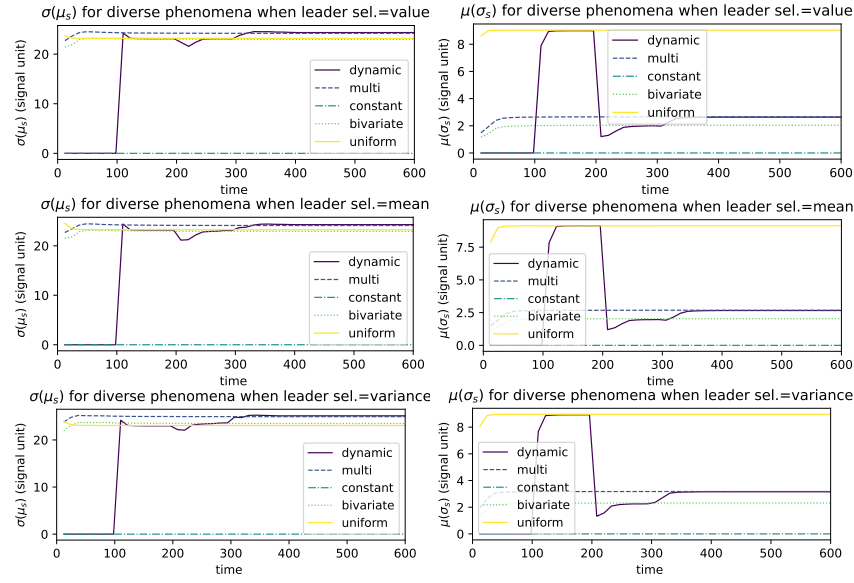 σ(μₛ) for diverse phenomena when leader sel.=value
σ(μₛ) (signal unit)
20
10
0
0
100
200
300
400
500
600
time
dynamic
multi
constant
bivariate
uniform
μ(σₛ) for diverse phenomena when leader sel.=value
μ(σₛ) (signal unit)
8
6
4
2
0
0
100
200
300
400
500
600
time
dynamic
multi
constant
bivariate
uniform
σ(μₛ) for diverse phenomena when leader sel.=mean
σ(μₛ) (signal unit)
20
10
0
0
100
200
300
400
500
600
time
dynamic
multi
constant
bivariate
uniform
μ(σₛ) for diverse phenomena when leader sel.=mean
μ(σₛ) (signal unit)
7.5
5.0
2.5
0.0
0
100
200
300
400
500
600
time
dynamic
multi
constant
bivariate
uniform
σ(μₛ) for diverse phenomena when leader sel.=variance
σ(μₛ) (signal unit)
20
10
0
0
100
200
300
400
500
600
time
dynamic
multi
constant
bivariate
uniform
μ(σₛ) for diverse phenomena when leader sel.=variance
μ(σₛ) (signal unit)
8
6
4
2
0
0
100
200
300
400
500
600
time
dynamic
multi
constant
bivariate
uniform